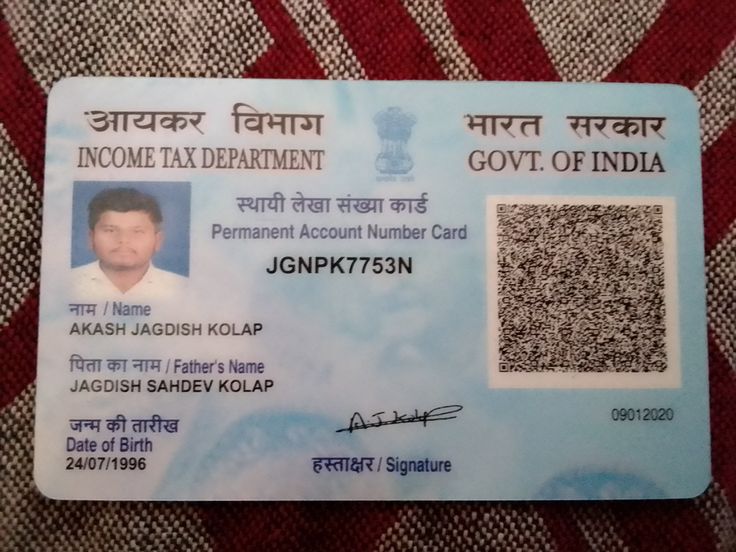 आयकर विभाग
INCOME TAX DEPARTMENT
भारत सरकार
GOVT. OF INDIA
स्थायी लेखा संख्या कार्ड
Permanent Account Number Card
JGNPK7753N
नाम / Name
AKASH JAGDISH KOLAP
पिता का नाम / Father's Name
JAGDISH SAHDEV KOLAP
जन्म की तारीख
Date of Birth
24/07/1996
A.J.Kolap
हस्ताक्षर / Signature
09012020